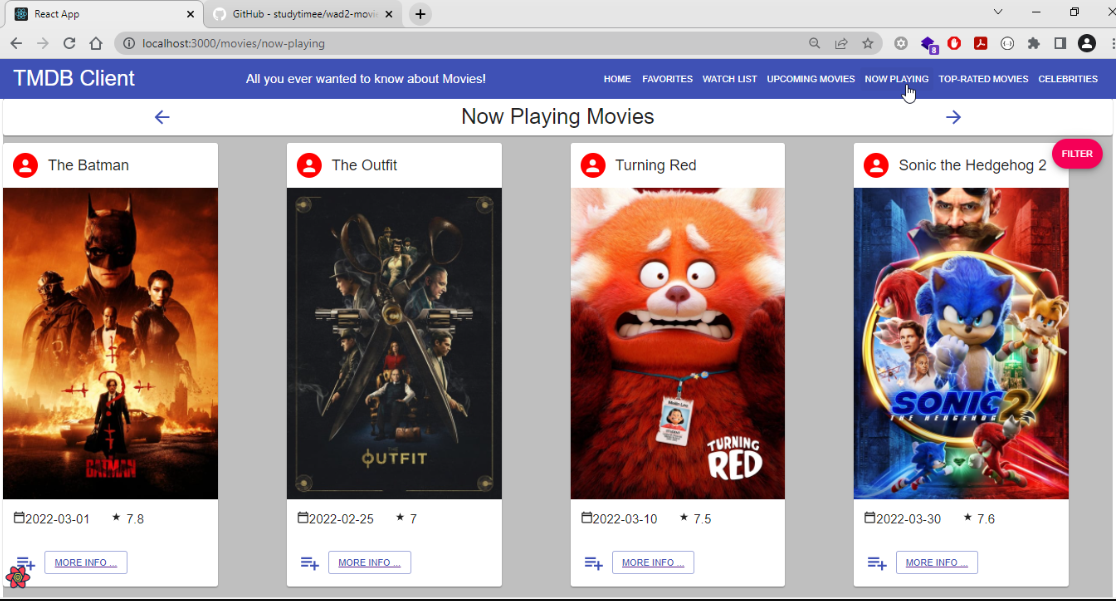 React App
GitHub - studytimee/wad2-movie
localhost:3000/movies/now-playing
8
TMDB Client
All you ever wanted to know about Movies!
HOME FAVORITES WATCH LIST UPCOMING MOVIES NOW PLAYING TOP-RATED MOVIES CELEBRITIES
Now Playing Movies
FILTER
The Batman
The Outfit
Turning Red
Sonic the Hedgehog 2
BATMAN
OUTFIT
TURNING
RED
SONIC 2
THE HEDGEHOG
2022-03-01 ★ 7.8
2022-02-25 ★ 7
2022-03-10 ★ 7.5
2022-03-30 ★ 7.6
MORE INFO ...
MORE INFO ...
MORE INFO ...
MORE INFO ...